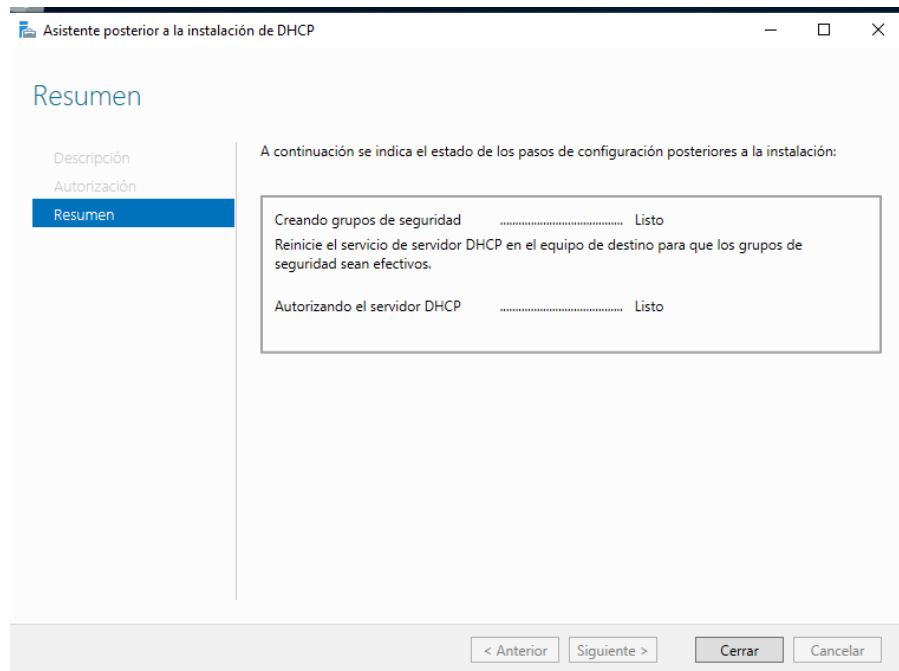 Asistente posterior a la instalación de DHCP
Resumen
Descripción
Autorización
Resumen
A continuación se indica el estado de los pasos de configuración posteriores a la instalación:
Creando grupos de seguridad ........................................ Listo
Reinicie el servicio de servidor DHCP en el equipo de destino para que los grupos de
seguridad sean efectivos.
Autorizando el servidor DHCP ........................................ Listo
< Anterior
Siguiente >
Cerrar
Cancelar